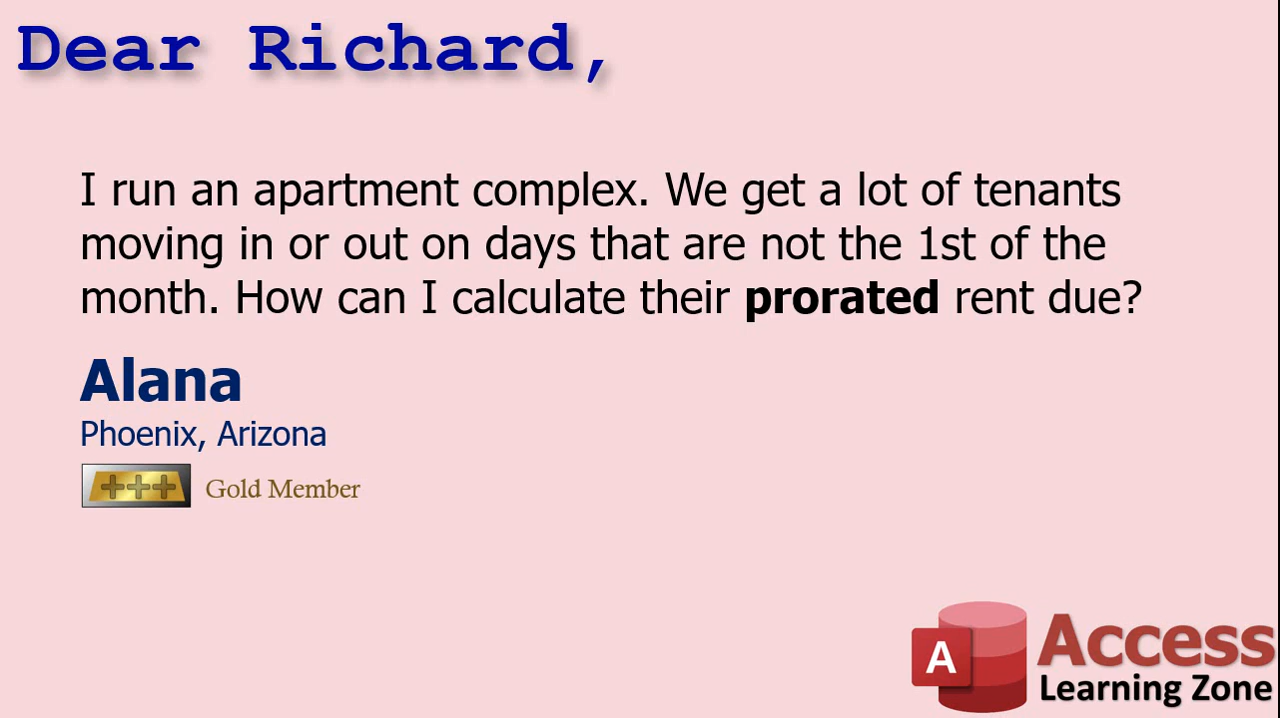 Dear Richard,
I run an apartment complex. We get a lot of tenants
moving in or out on days that are not the 1st of the
month. How can I calculate their prorated rent due?
Alana
Phoenix, Arizona
+++ Gold Member
A Access
Learning Zone